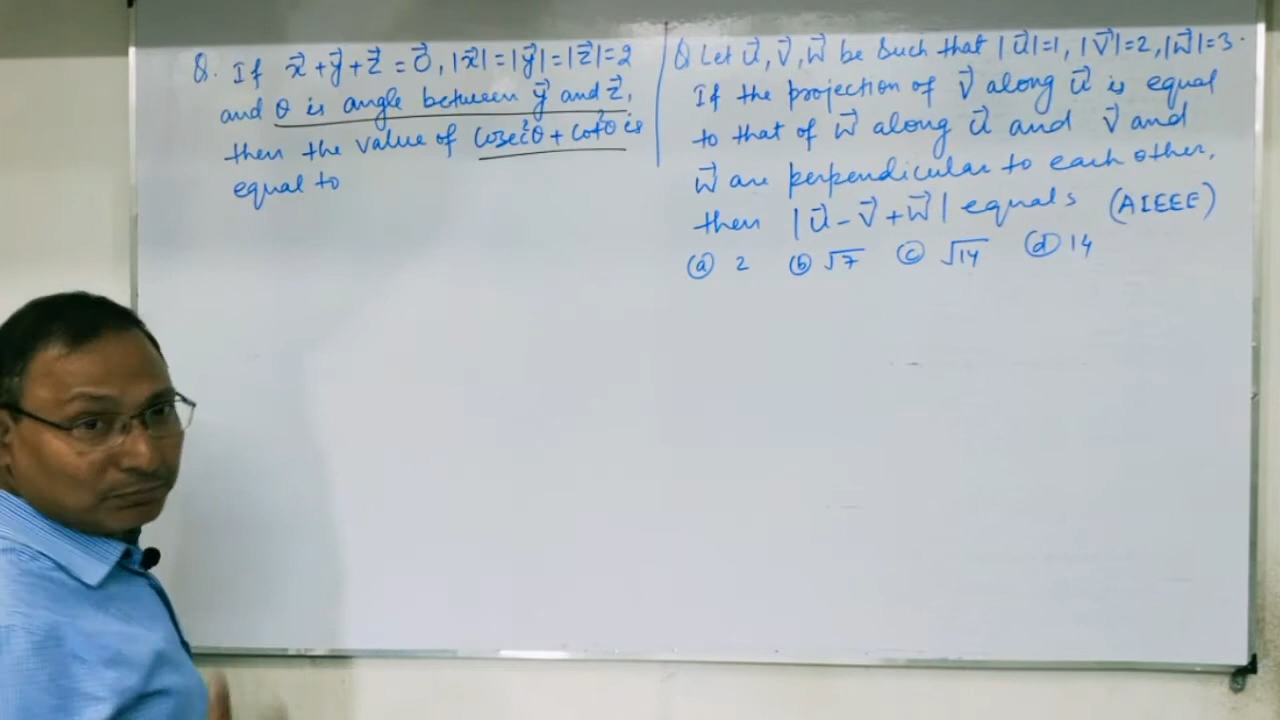 Q. If x⃗ + y⃗ + z⃗ = 0⃗, |x⃗| = |y⃗| = |z⃗| = 2
and θ is angle between y⃗ and z⃗,
then the value of Cosec²θ + Cot²θ is
equal to
Q Let u⃗, v⃗, w⃗ be such that |u⃗|=1, |v⃗|=2, |w⃗|=3.
If the projection of v⃗ along u⃗ is equal
to that of w⃗ along u⃗ and v⃗ and
w⃗ are perpendicular to each other,
then |u⃗ - v⃗ + w⃗| equals (AIEEE)
(a) 2 (b) √7 (c) √14 (d) 14